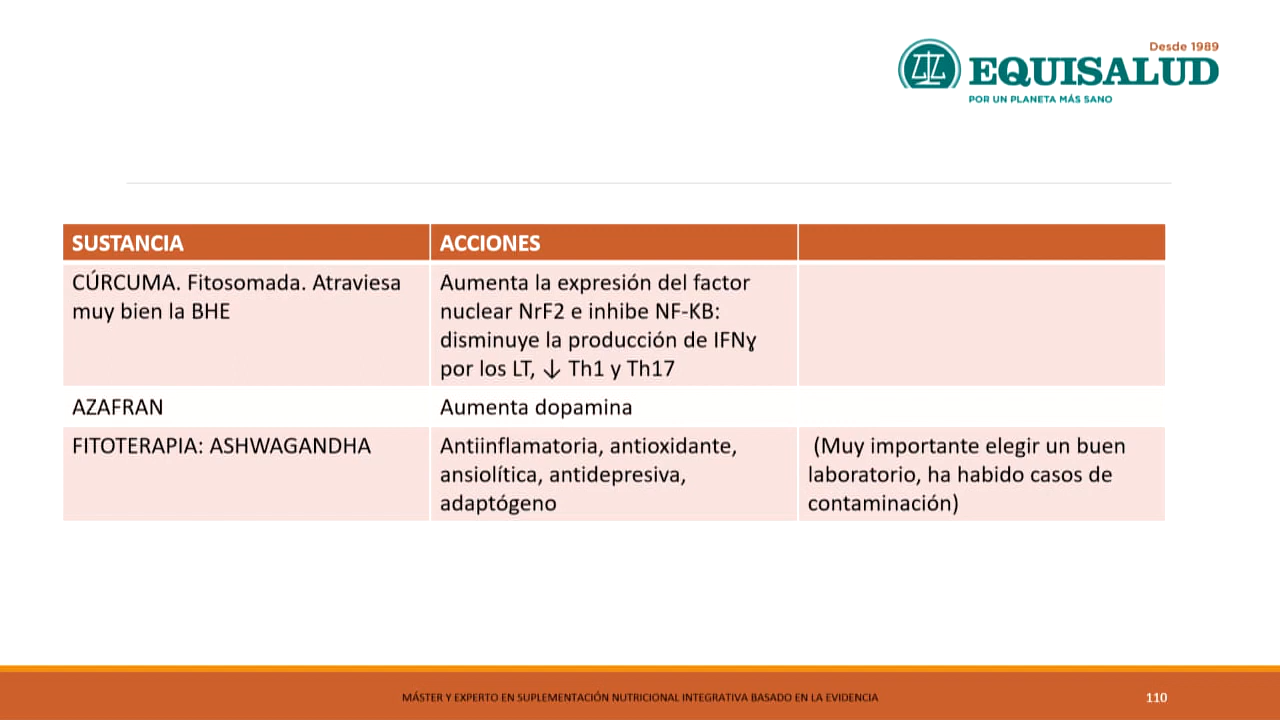 Desde 1989
EQUISALUD
POR UN PLANETA MÁS SANO
SUSTANCIA
ACCIONES
CÚRCUMA. Fitosomada. Atraviesa
muy bien la BHE
Aumenta la expresión del factor
nuclear NrF2 e inhibe NF-KB:
disminuye la producción de IFNɣ
por los LT, ↓ Th1 y Th17
AZAFRAN
Aumenta dopamina
FITOTERAPIA: ASHWAGANDHA
Antiinflamatoria, antioxidante,
ansiolítica, antidepresiva,
adaptógeno
(Muy importante elegir un buen
laboratorio, ha habido casos de
contaminación)
MÁSTER Y EXPERTO EN SUPLEMENTACIÓN NUTRICIONAL INTEGRATIVA BASADO EN LA EVIDENCIA
110